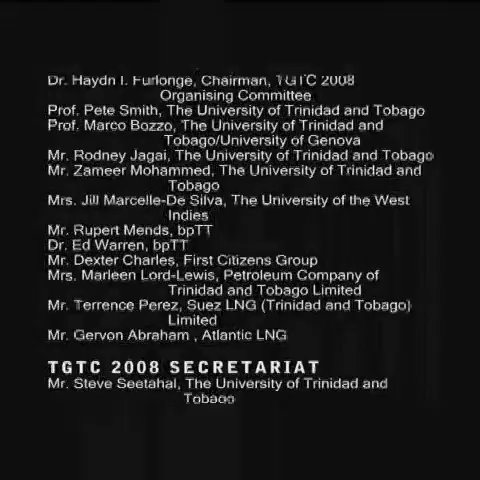 Dr. Haydn I. Furlonge, Chairman, TGTC 2008
Organising Committee
Prof. Pete Smith, The University of Trinidad and Tobago
Prof. Marco Bozzo, The University of Trinidad and
Tobago/University of Genova
Mr. Rodney Jagai, The University of Trinidad and Tobago
Mr. Zameer Mohammed, The University of Trinidad and
Tobago
Mrs. Jill Marcelle-De Silva, The University of the West
Indies
Mr. Rupert Mends, bpTT
Dr. Ed Warren, bpTT
Mr. Dexter Charles, First Citizens Group
Mrs. Marleen Lord-Lewis, Petroleum Company of
Trinidad and Tobago Limited
Mr. Terrence Perez, Suez LNG (Trinidad and Tobago)
Limited
Mr. Gervon Abraham , Atlantic LNG
TGTC 2008 SECRETARIAT
Mr. Steve Seetahal, The University of Trinidad and
Tobago